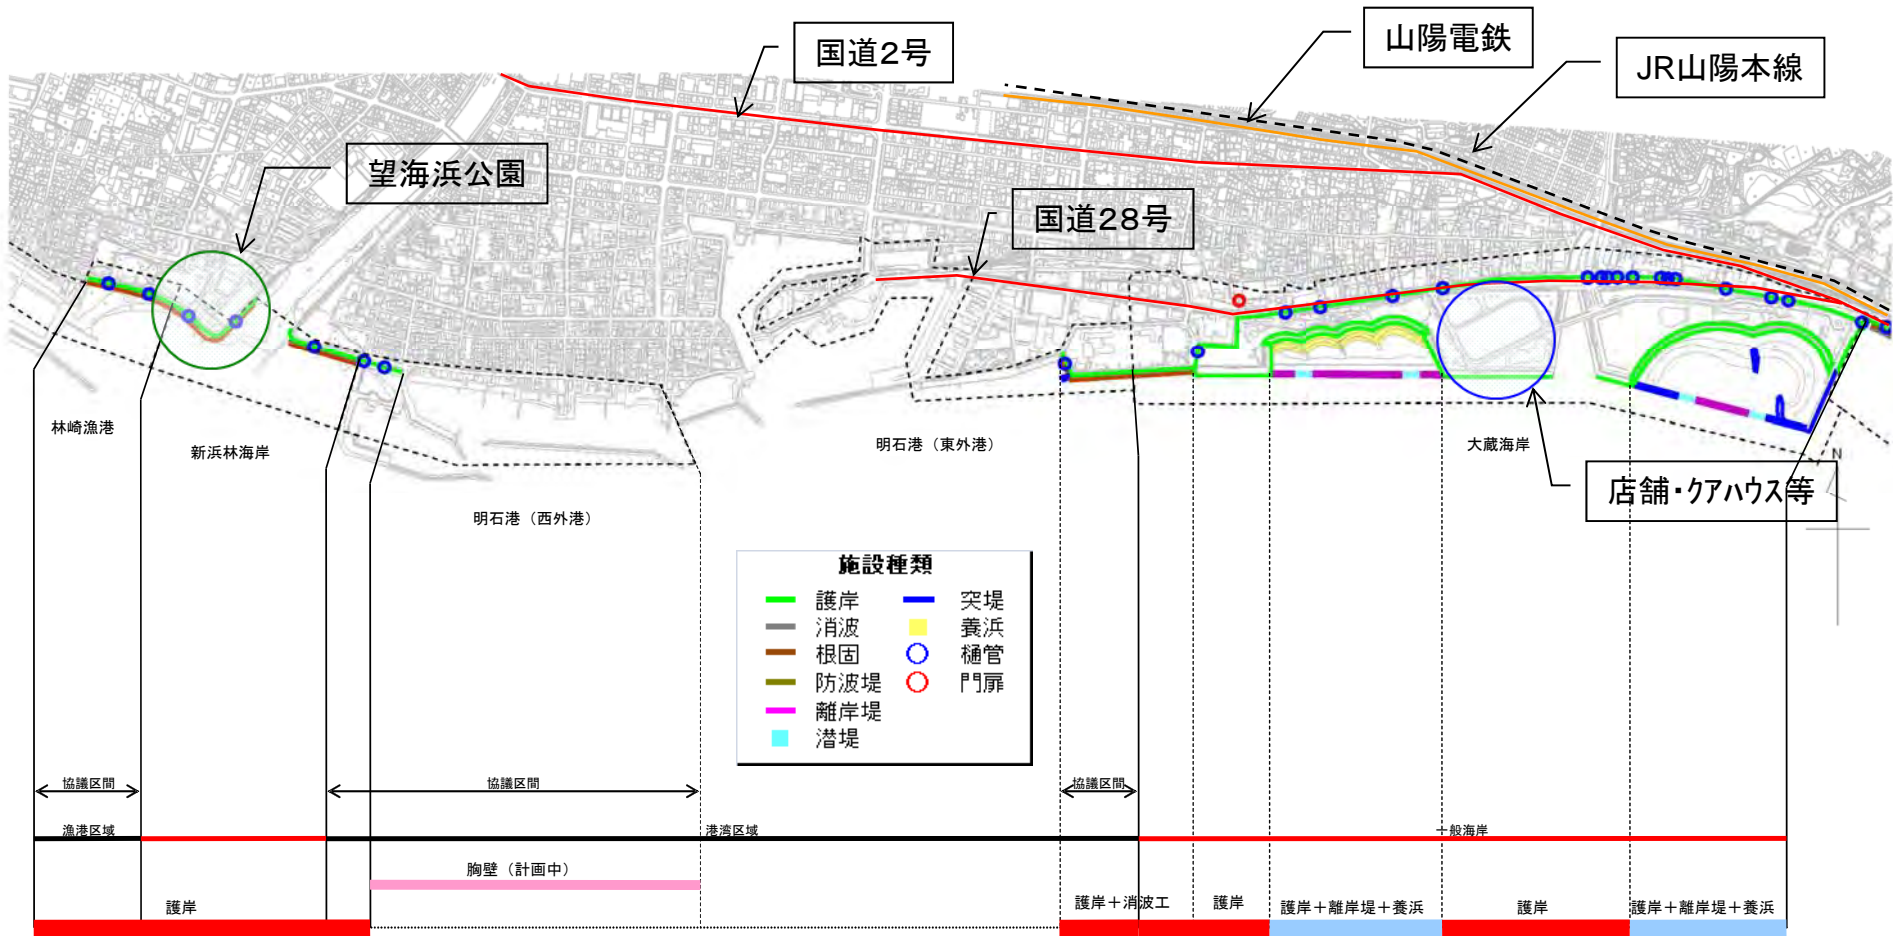 国道2号
山陽電鉄
JR山陽本線
望海浜公園
国道28号
林崎漁港
新浜林海岸
明石港（東外港）
大蔵海岸
N
店舗・クアハウス等
明石港（西外港）
施設種類
護岸
突堤
消波
養浜
根固
樋管
防波堤
門扉
離岸堤
潜堤
協議区間
協議区間
協議区間
漁港区域
港湾区域
一般海岸
胸壁（計画中）
護岸
護岸＋消波工
護岸
護岸＋離岸堤＋養浜
護岸
護岸＋離岸堤＋養浜